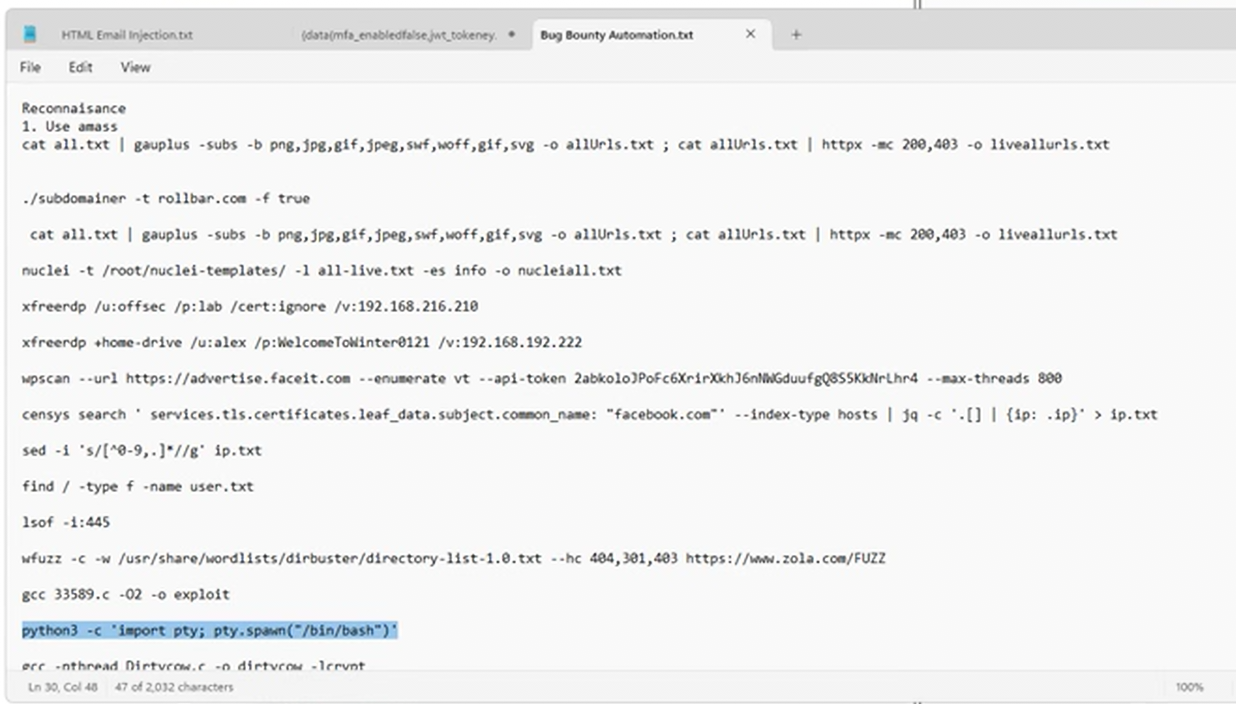 HTML Email Injection.txt
{data{mfa_enabledfalse,jwt_tokeney.
Bug Bounty Automation.txt
File Edit View
Reconnaisance
1. Use amass
cat all.txt | gauplus -subs -b png,jpg,gif,jpeg,swf,woff,gif,svg -o allUrls.txt ; cat allUrls.txt | httpx -mc 200,403 -o liveallurls.txt
./subdomainer -t rollbar.com -f true
cat all.txt | gauplus -subs -b png,jpg,gif,jpeg,swf,woff,gif,svg -o allUrls.txt ; cat allUrls.txt | httpx -mc 200,403 -o liveallurls.txt
nuclei -t /root/nuclei-templates/ -l all-live.txt -es info -o nucleiall.txt
xfreerdp /u:offsec /p:lab /cert:ignore /v:192.168.216.210
xfreerdp +home-drive /u:alex /p:WelcomeToWinter0121 /v:192.168.192.222
wpscan --url https://advertise.faceit.com --enumerate vt --api-token 2abkoloJPoFc6XrirXkhJ6nNWGduufgQ8S5KkNrLhr4 --max-threads 800
censys search ' services.tls.certificates.leaf_data.subject.common_name: "facebook.com"' --index-type hosts | jq -c '.[] | {ip: .ip}' > ip.txt
sed -i 's/[^0-9,.]*//g' ip.txt
find / -type f -name user.txt
lsof -i:445
wfuzz -c -w /usr/share/wordlists/dirbuster/directory-list-1.0.txt --hc 404,301,403 https://www.zola.com/FUZZ
gcc 33589.c -O2 -o exploit
python3 -c 'import pty; pty.spawn("/bin/bash")'
gcc -pthread Dirtycow.c -o dirtycow -lcrypt
Ln 30, Col 48 47 of 2,032 characters 100%